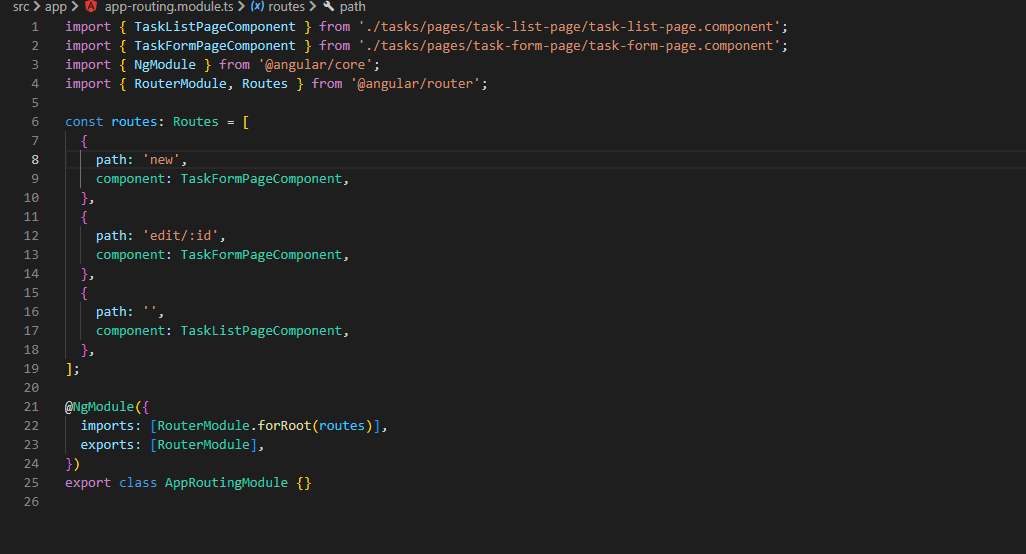 src > app > app-routing.module.ts > routes > path
1 import { TaskListPageComponent } from './tasks/pages/task-list-page/task-list-page.component';
2 import { TaskFormPageComponent } from './tasks/pages/task-form-page/task-form-page.component';
3 import { NgModule } from '@angular/core';
4 import { RouterModule, Routes } from '@angular/router';
5
6 const routes: Routes = [
7   {
8     path: 'new',
9     component: TaskFormPageComponent,
10   },
11   {
12     path: 'edit/:id',
13     component: TaskFormPageComponent,
14   },
15   {
16     path: '',
17     component: TaskListPageComponent,
18   },
19 ];
20
21 @NgModule({
22   imports: [RouterModule.forRoot(routes)],
23   exports: [RouterModule],
24 })
25 export class AppRoutingModule {}
26